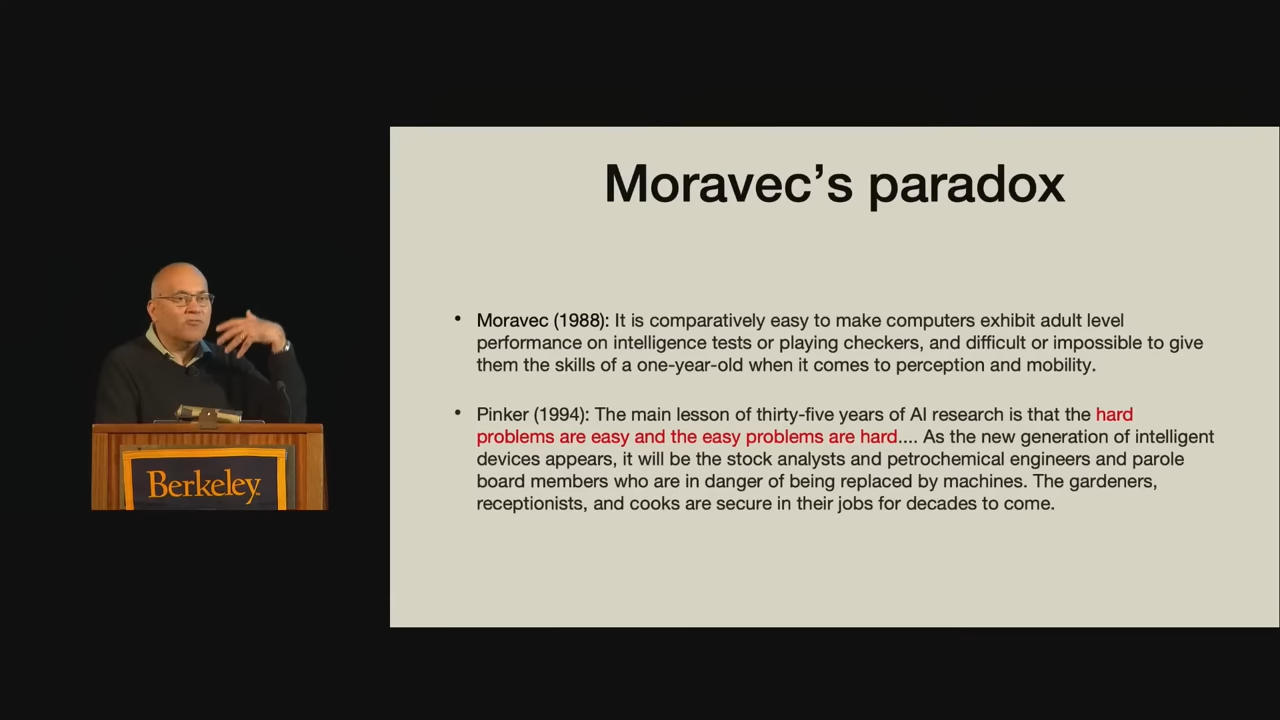 Moravec's paradox
• Moravec (1988): It is comparatively easy to make computers exhibit adult level
performance on intelligence tests or playing checkers, and difficult or impossible to give
them the skills of a one-year-old when it comes to perception and mobility.
• Pinker (1994): The main lesson of thirty-five years of AI research is that the hard
problems are easy and the easy problems are hard.... As the new generation of intelligent
devices appears, it will be the stock analysts and petrochemical engineers and parole
board members who are in danger of being replaced by machines. The gardeners,
receptionists, and cooks are secure in their jobs for decades to come.
Berkeley